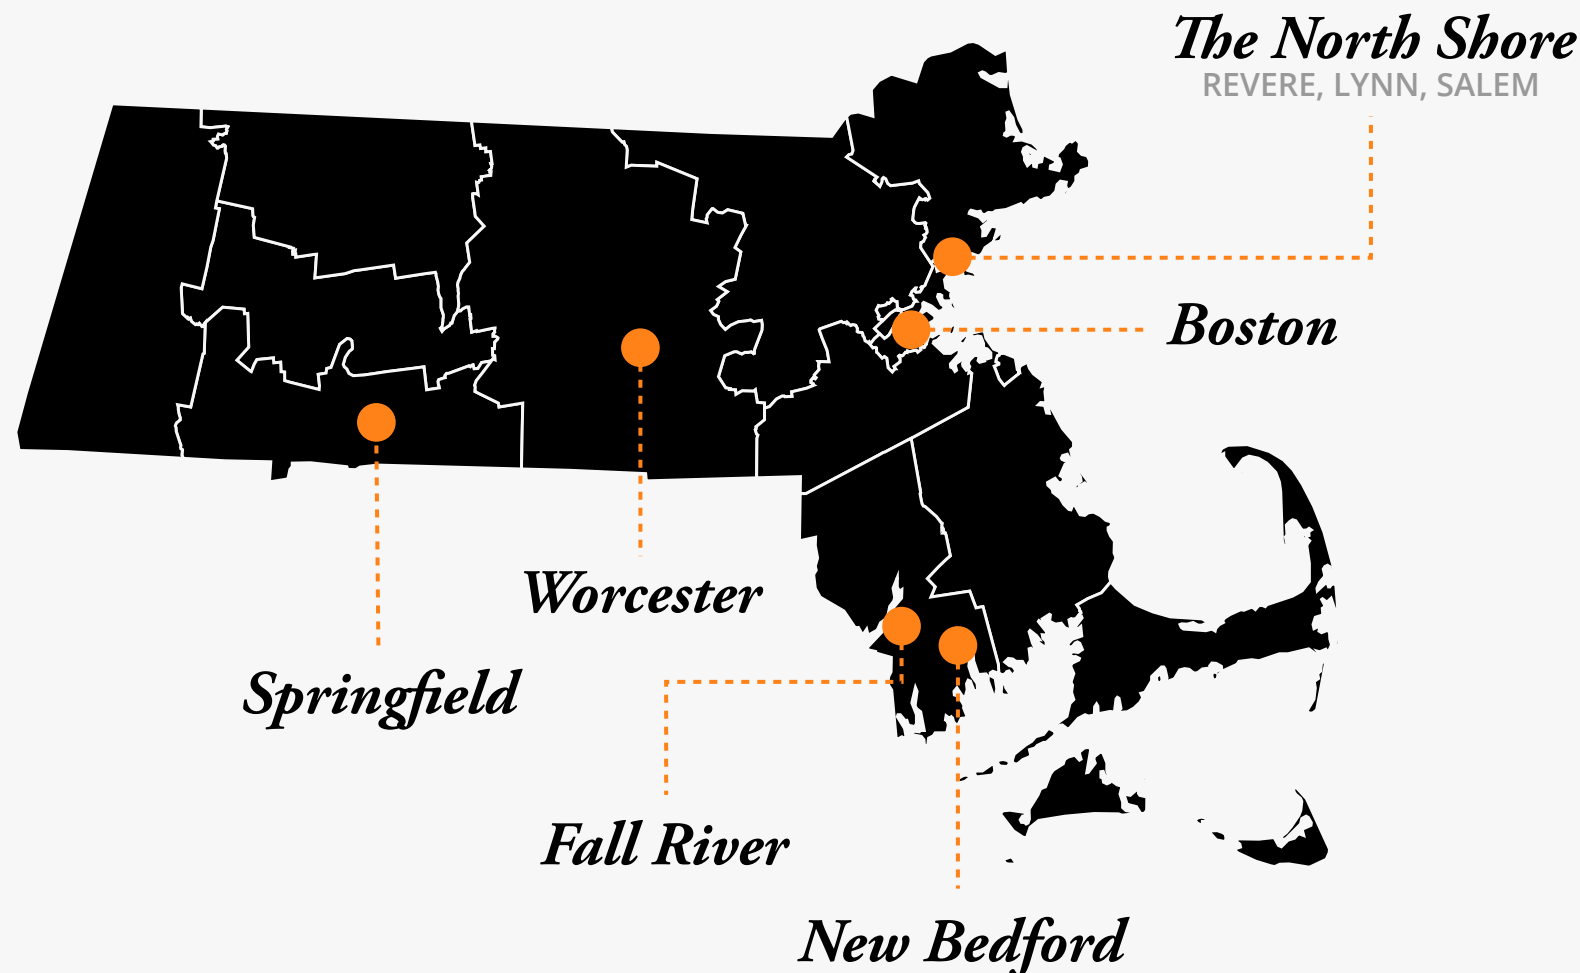 The North Shore
REVERE, LYNN, SALEM
Boston
Worcester
Springfield
Fall River
New Bedford